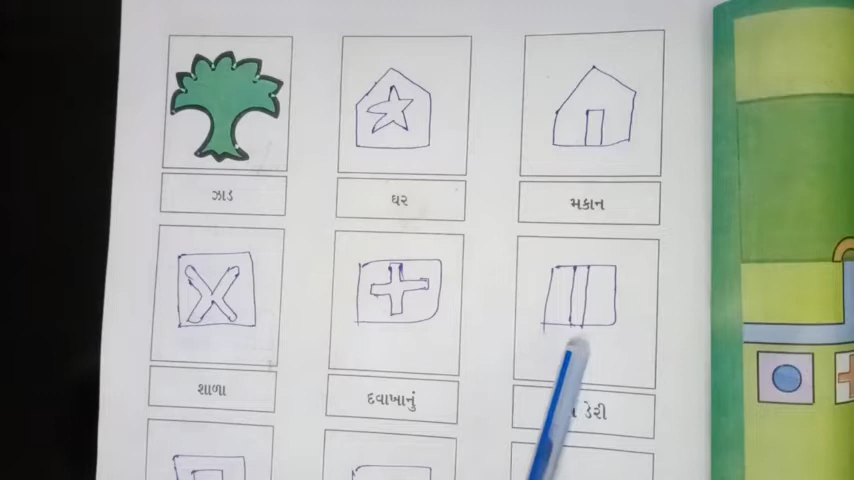 ઝાડ
ઘર
મકાન
શાળા
દવાખાનું
ડેરી